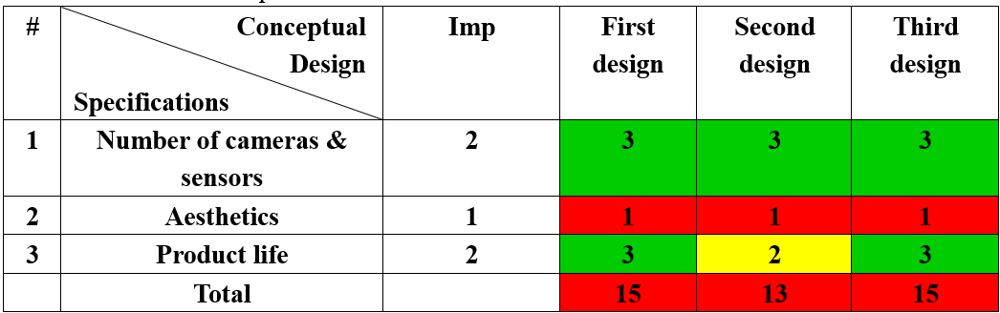 # Conceptual Design Specifications Imp First design Second design Third design
1 Number of cameras & sensors 2 3 3 3
2 Aesthetics 1 1 1 1
3 Product life 2 3 2 3
Total 15 13 15